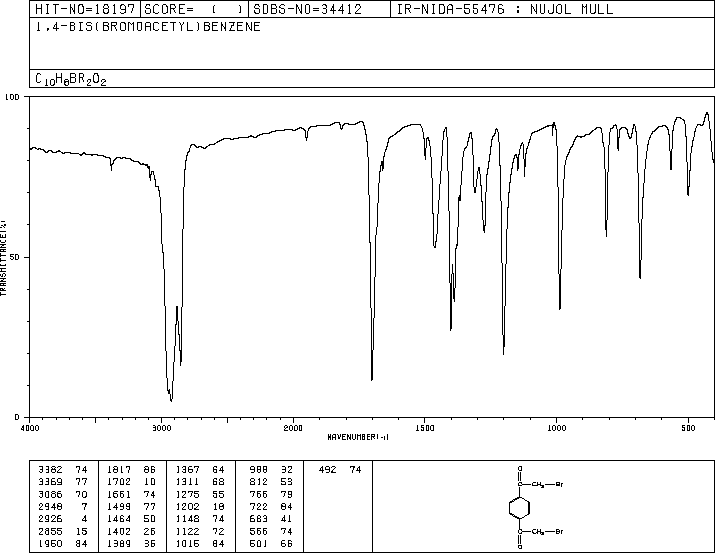 HIT-NO=18197 SCORE= ( ) SDBS-NO=34412 IR-NIDA-55476 : NUJOL MULL
1,4-BIS(BROMOACETYL)BENZENE
C10H8BR2O2
100
50
0
TRANSMITTANCE(%)
4000 3000 2000 1500 1000 500
WAVENUMBER(-1)
3382 74 1817 86 1367 64 988 32 492 74
3369 77 1702 10 1311 68 812 53
3086 70 1661 74 1275 55 766 79
2948 7 1499 77 1202 18 722 84
2926 4 1464 50 1148 74 683 41
2855 15 1402 26 1122 72 566 74
1950 84 1389 36 1016 84 501 66
O
C CH2 Br
C CH2 Br
O